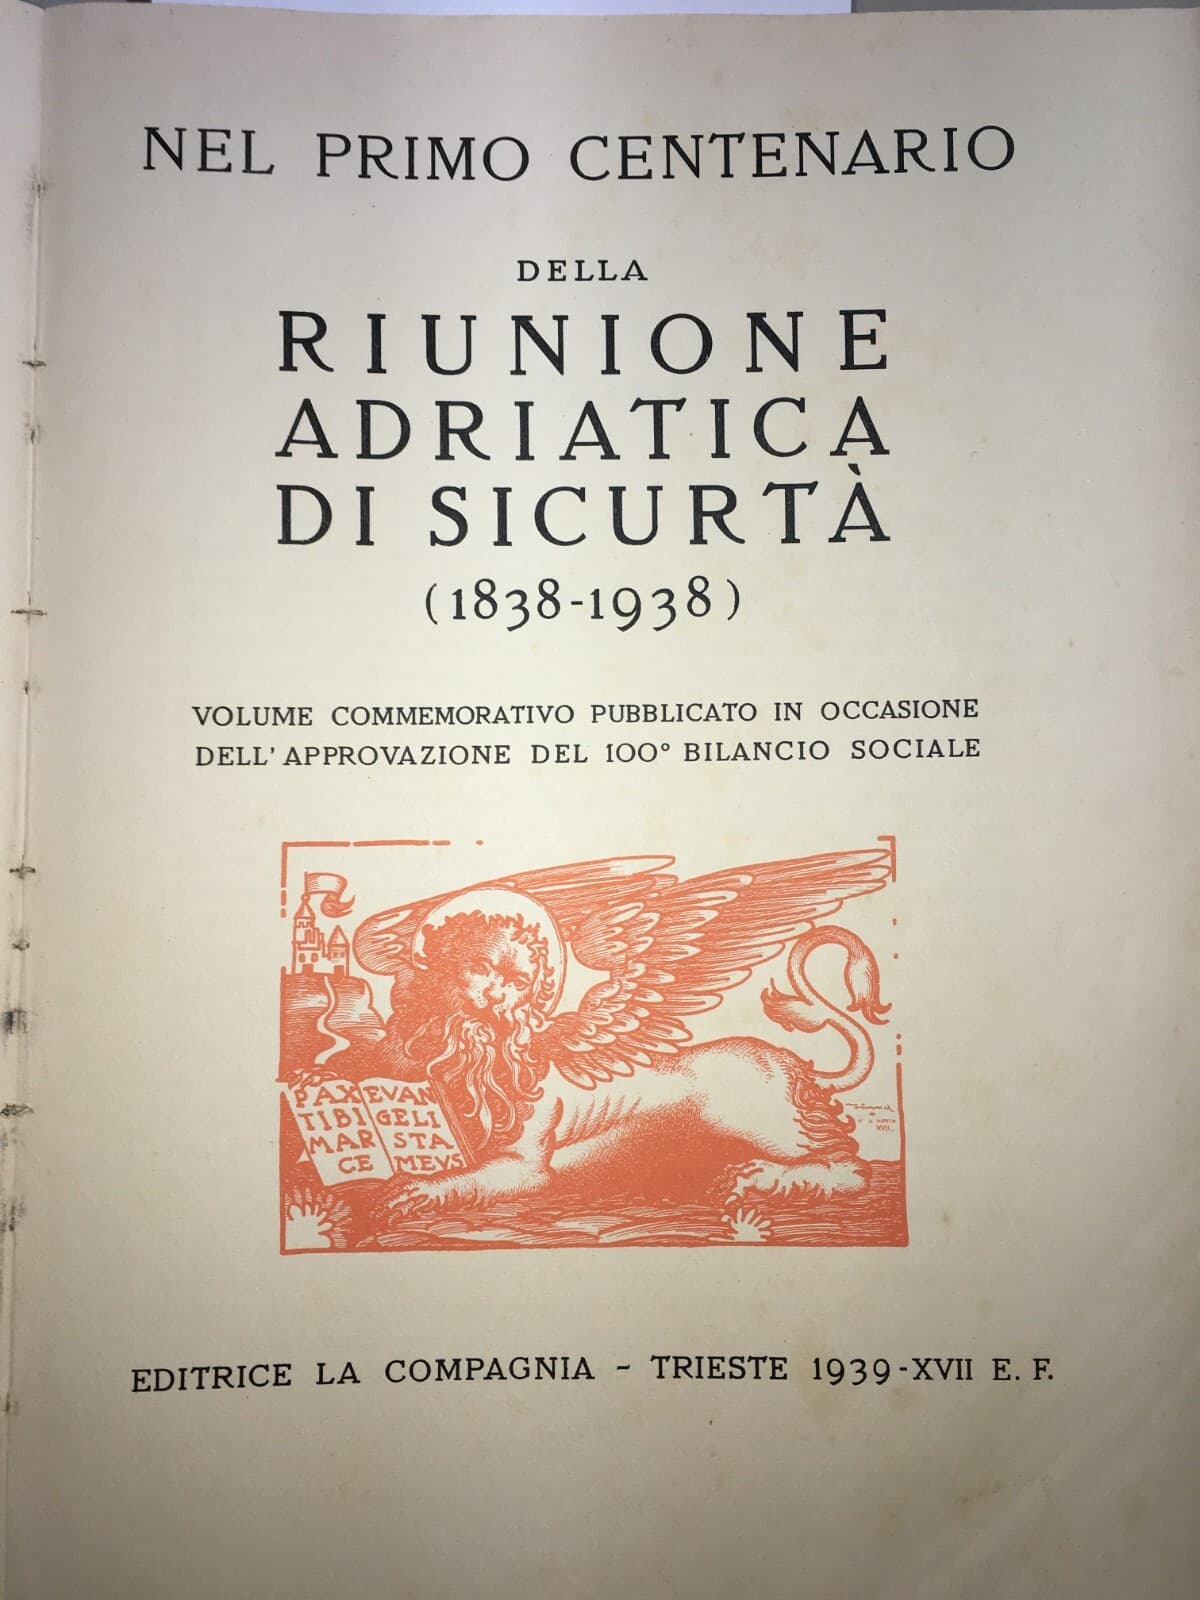 NEL PRIMO CENTENARIO
DELLA
RIUNIONE
ADRIATICA
DI SICURTÀ
(1838-1938)
VOLUME COMMEMORATIVO PUBBLICATO IN OCCASIONE
DELL' APPROVAZIONE DEL 100° BILANCIO SOCIALE
PAX
TIBI
MAR
CE
EVAN
GELI
STA
MEVS
XVII.
EDITRICE LA COMPAGNIA - TRIESTE 1939-XVII E. F.